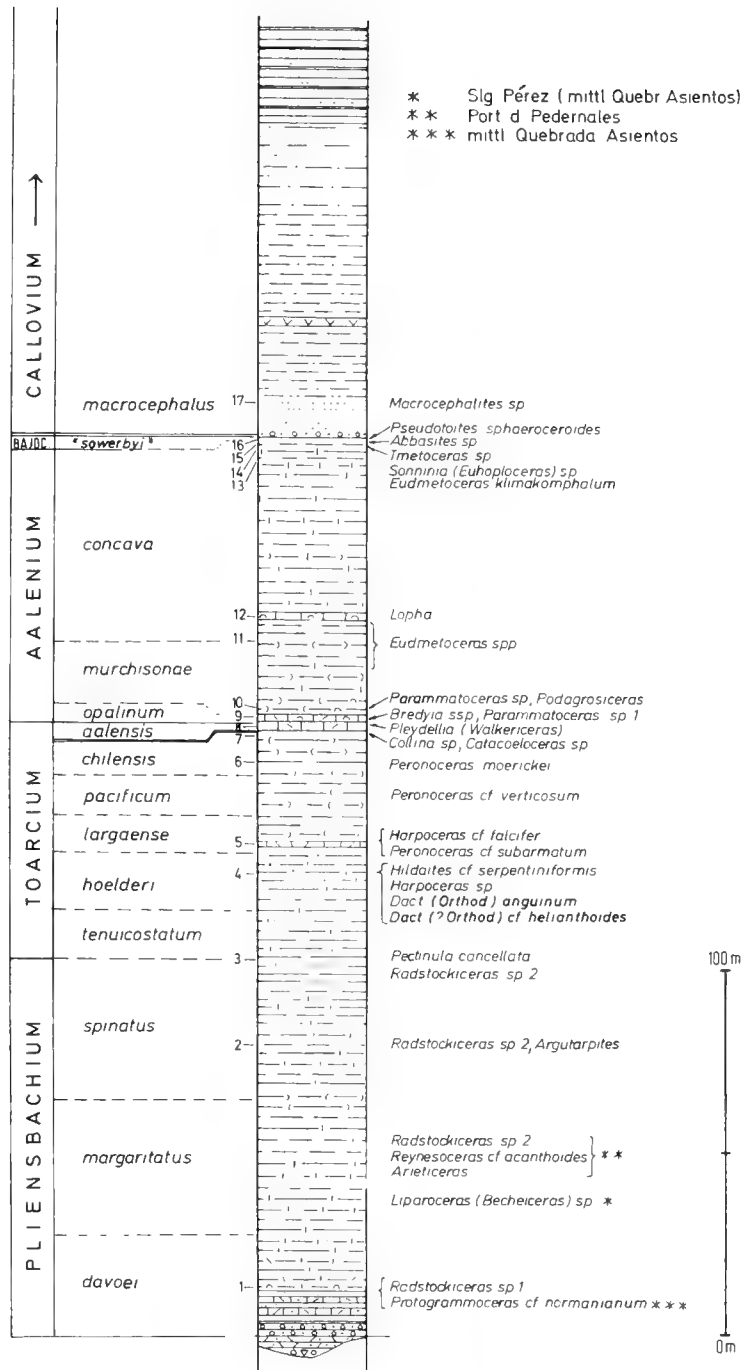 * Slg Pérez (mittl Quebr Asientos)
* * Port d Pedernales
* * * mittl Quebrada Asientos
CALLOVIUM →
macrocephalus 17 Macrocephalites sp
Pseudotoites sphaeroceroides
BAJOC "sowerbyi" 16 Abbasites sp
15 Tmetoceras sp
14 Sonninia (Euhoploceras) sp
13 Eudmetoceras klimakomphalum
AALENIUM
concava
12 Lopha
11 Eudmetoceras spp
murchisonae
10 Parammatoceras sp, Podagrosiceras
opalinum 9 Bredyia ssp, Parammatoceras sp 1
aalensis Pleydellia (Walkericeras)
7 Collina sp, Catacoeloceras sp
TOARCIUM
chilensis 6 Peronoceras moerickei
pacificum Peronoceras cf verticosum
largaense Harpoceras cf falcifer
5 Peronoceras cf subarmatum
4 Hildaites cf serpentiniformis
hoelderi Harpoceras sp
Dact (Orthod) anguinum
Dact (? Orthod) cf helianthoides
tenuicostatum
3 Pectinula cancellata 100 m
Radstockiceras sp 2
PLIENSBACHIUM
spinatus
2 Radstockiceras sp 2, Argutarpites
Radstockiceras sp 2
margaritatus Reynesoceras cf acanthoides * *
Arieticeras
Liparoceras (Becheiceras) sp *
davoei 1 Radstockiceras sp 1
Protogrammoceras cf normanianum * * *
0 m